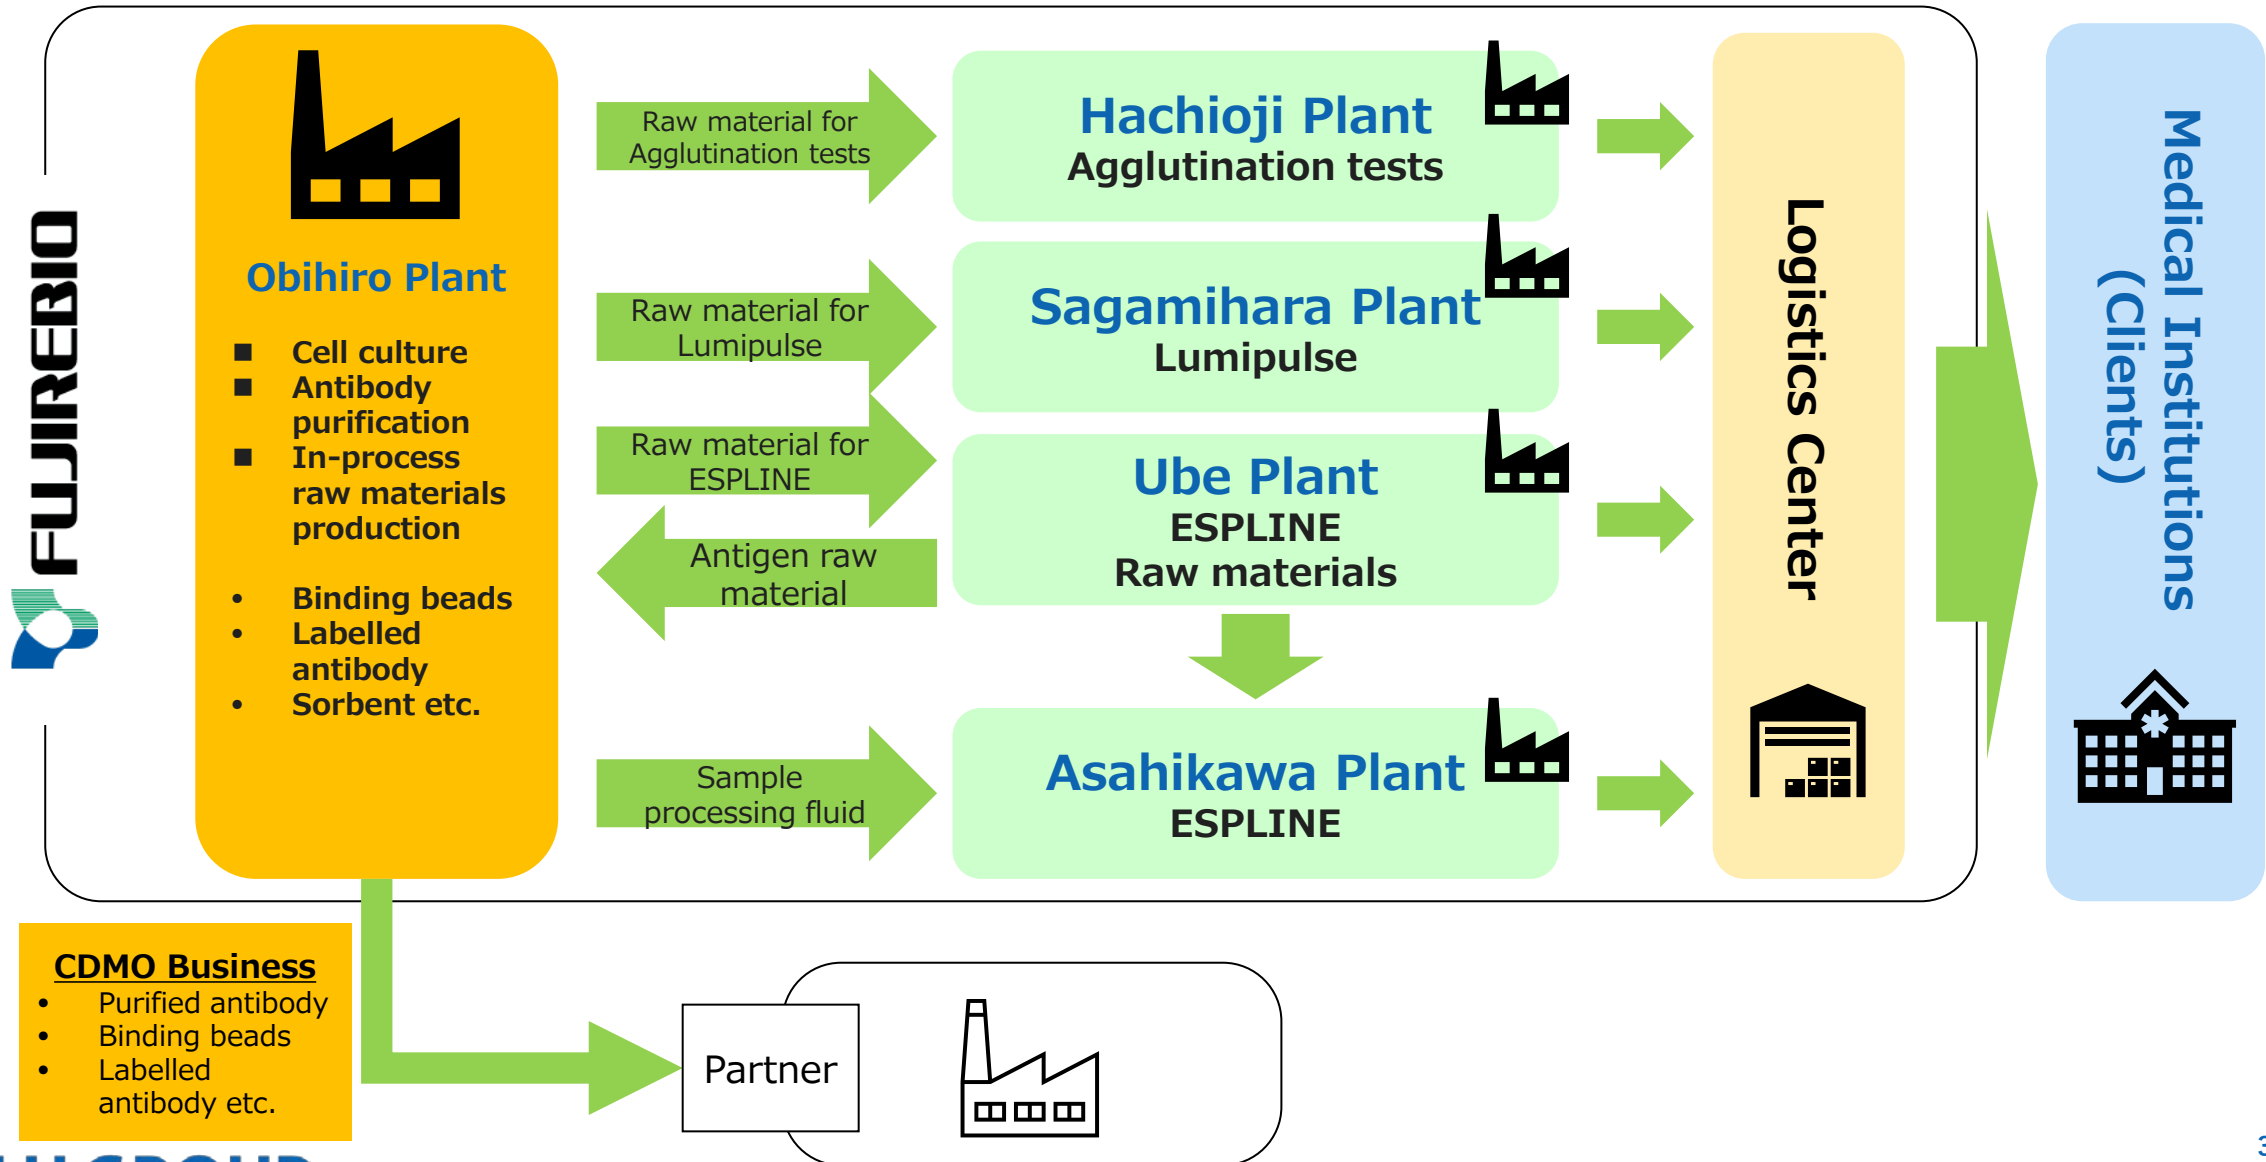 FUJIREBIO
Obihiro Plant
■ Cell culture
■ Antibody
purification
■ In-process
raw materials
production
• Binding beads
• Labelled
antibody
• Sorbent etc.
Raw material for
Agglutination tests
Raw material for
Lumipulse
Raw material for
ESPLINE
Antigen raw
material
Sample
processing fluid
Hachioji Plant
Agglutination tests
Sagamihara Plant
Lumipulse
Ube Plant
ESPLINE
Raw materials
Asahikawa Plant
ESPLINE
Logistics Center
Medical Institutions
(Clients)
CDMO Business
• Purified antibody
• Binding beads
• Labelled
antibody etc.
Partner
GROUP